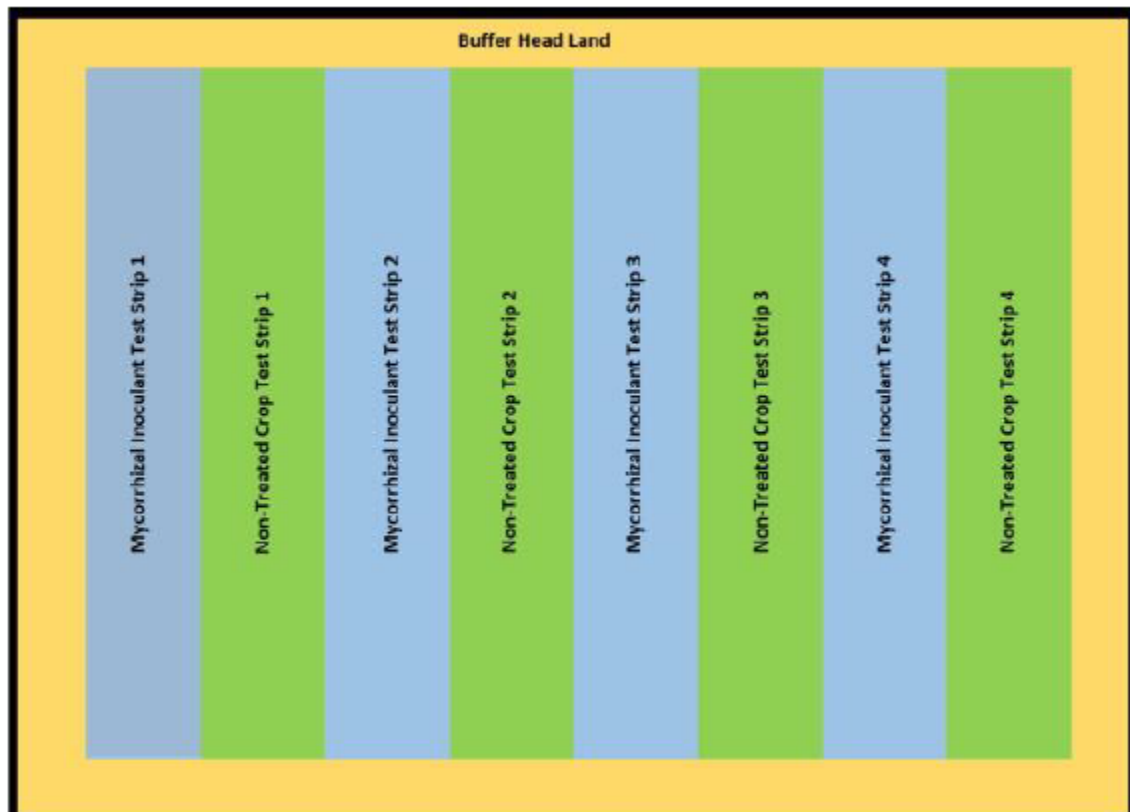 Buffer Head Land
Mycorrhizal Inoculant Test Strip 1
Non-Treated Crop Test Strip 1
Mycorrhizal Inoculant Test Strip 2
Non-Treated Crop Test Strip 2
Mycorrhizal Inoculant Test Strip 3
Non-Treated Crop Test Strip 3
Mycorrhizal Inoculant Test Strip 4
Non-Treated Crop Test Strip 4